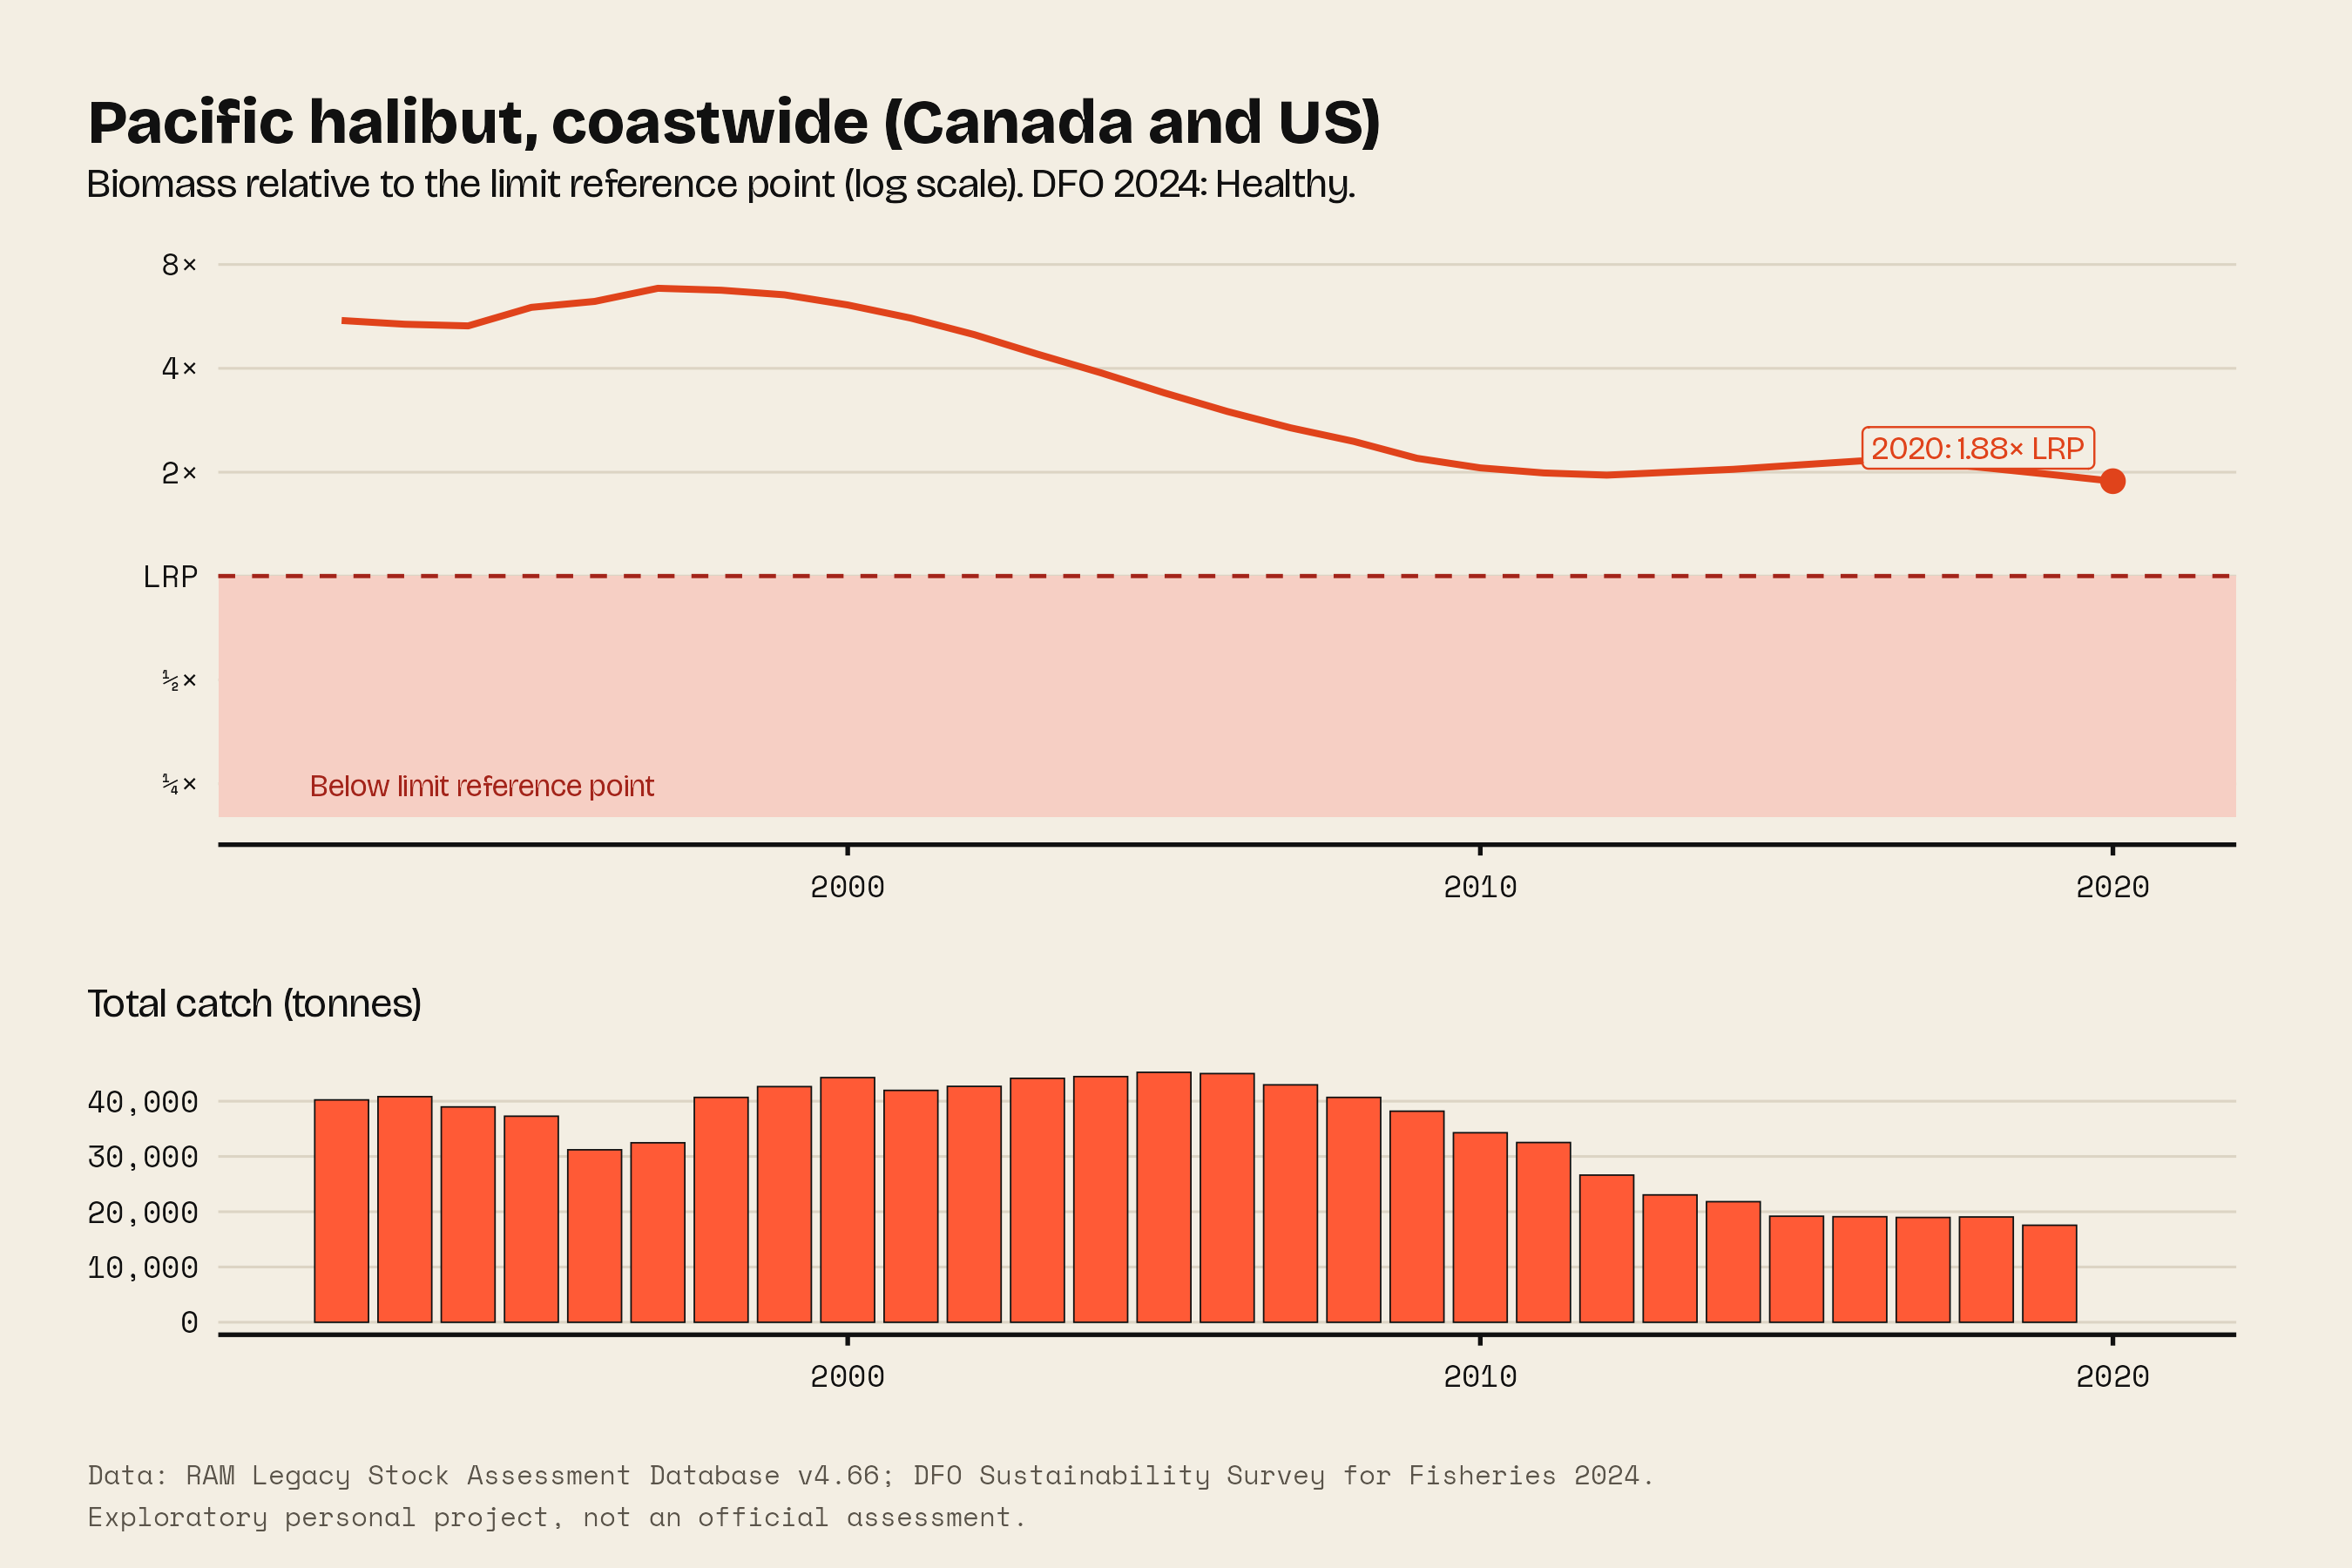 Pacific halibut, coastwide (Canada and US)
Biomass relative to the limit reference point (log scale). DFO 2024: Healthy.
8×
4×
2020: 1.88× LRP
2×
LRP
½×
¼×
Below limit reference point
2000 2010 2020
Total catch (tonnes)
40,000
30,000
20,000
10,000
0
2000 2010 2020
Data: RAM Legacy Stock Assessment Database v4.66; DFO Sustainability Survey for Fisheries 2024.
Exploratory personal project, not an official assessment.